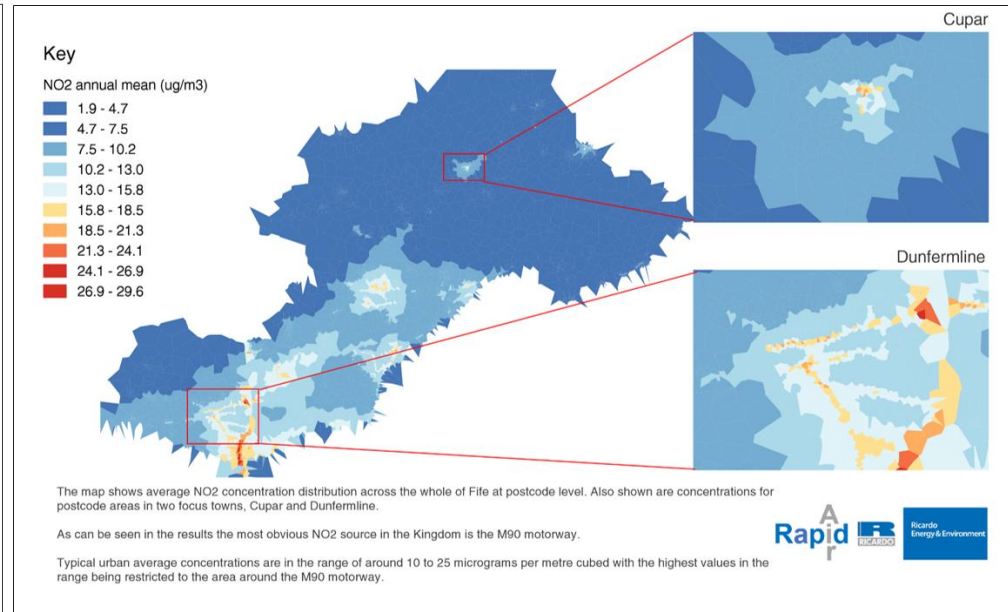 Cupar
Key
NO2 annual mean (ug/m3)
1.9 - 4.7
4.7 - 7.5
7.5 - 10.2
10.2 - 13.0
13.0 - 15.8
15.8 - 18.5
18.5 - 21.3
21.3 - 24.1
24.1 - 26.9
26.9 - 29.6
Dunfermline
The map shows average NO2 concentration distribution across the whole of Fife at postcode level. Also shown are concentrations for
postcode areas in two focus towns, Cupar and Dunfermline.
As can be seen in the results the most obvious NO2 source in the Kingdom is the M90 motorway.
Typical urban average concentrations are in the range of around 10 to 25 micrograms per metre cubed with the highest values in the
range being restricted to the area around the M90 motorway.
Rapid
Air
R
RICARDO
Ricardo
Energy & Environment